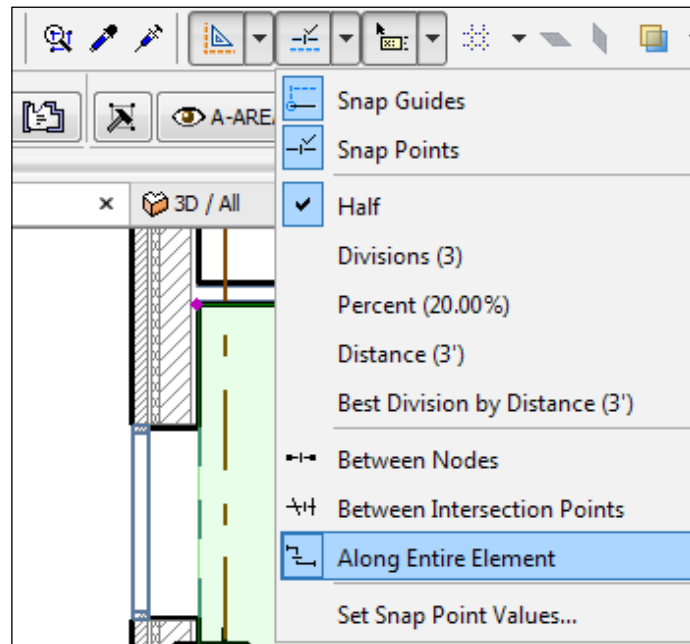 A-ARE
3D / All
Snap Guides
Snap Points
Half
Divisions (3)
Percent (20.00%)
Distance (3')
Best Division by Distance (3')
Between Nodes
Between Intersection Points
Along Entire Element
Set Snap Point Values...